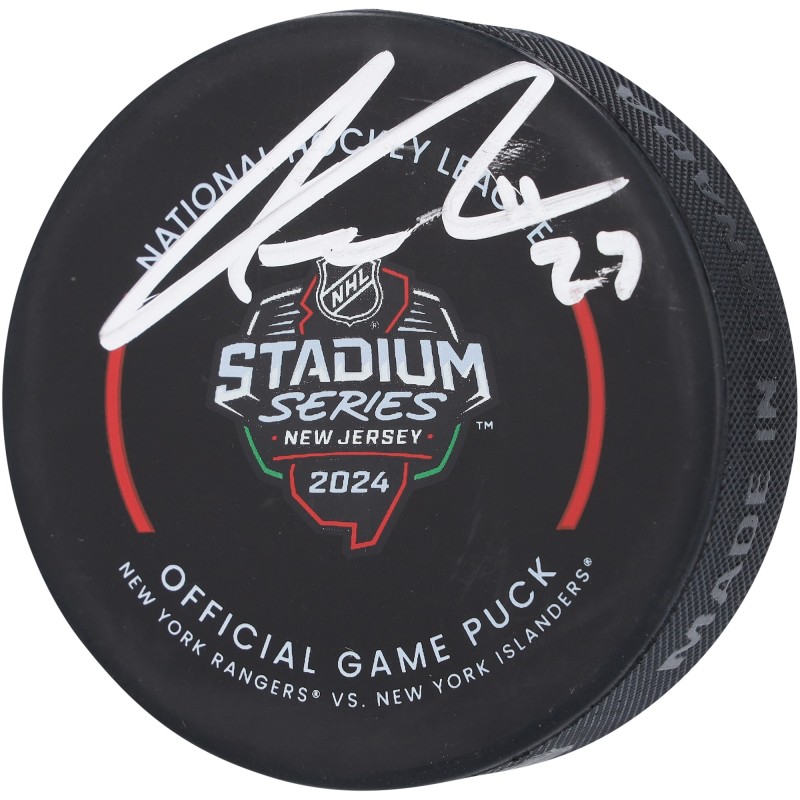 NATIONAL HOCKEY LEAGUE
27
NHL
®
STADIUM
SERIES
™
· NEW JERSEY ·
2024
OFFICIAL GAME PUCK
NEW YORK RANGERS® VS. NEW YORK ISLANDERS®
MADE IN